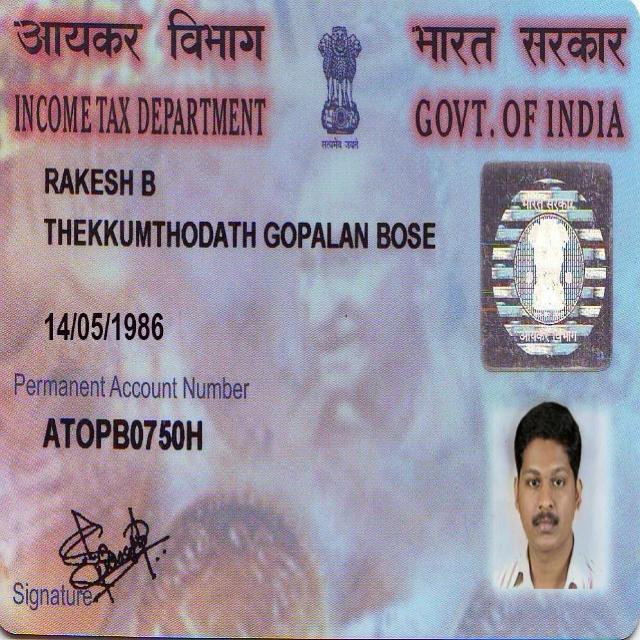 आयकर विभाग
भारत सरकार
INCOME TAX DEPARTMENT
GOVT. OF INDIA
सत्यमेव जयते
RAKESH B
THEKKUMTHODATH GOPALAN BOSE
14/05/1986
Permanent Account Number
ATOPB0750H
Signature
भारत सरकार
आयकर विभाग